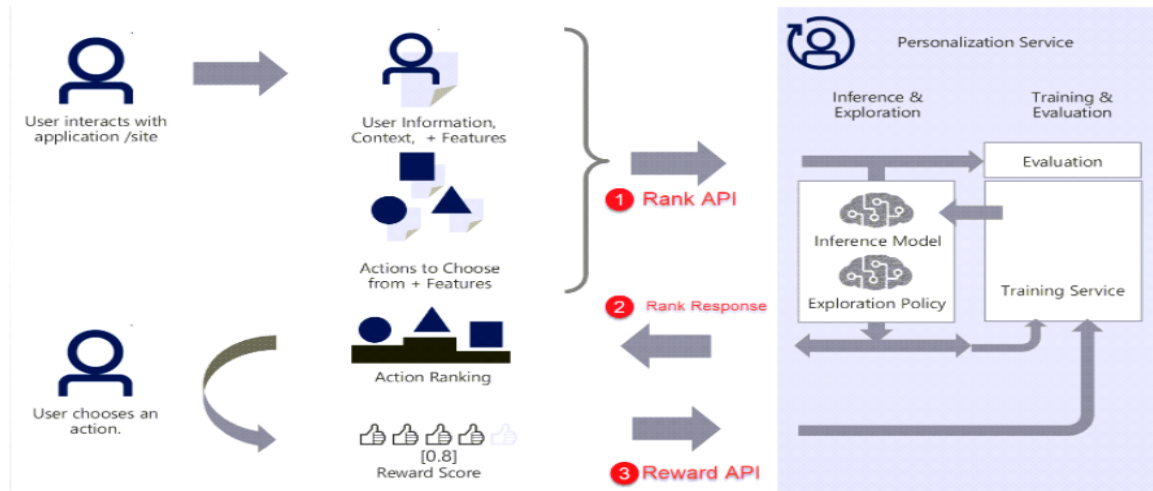 User interacts with
application /site
User Information,
Context, + Features
Actions to Choose
from + Features
1 Rank API
Personalization Service
Inference &
Exploration
Training &
Evaluation
Evaluation
Inference Model
Exploration Policy
Training Service
2 Rank Response
Action Ranking
User chooses an
action.
[0.8]
Reward Score
3 Reward API